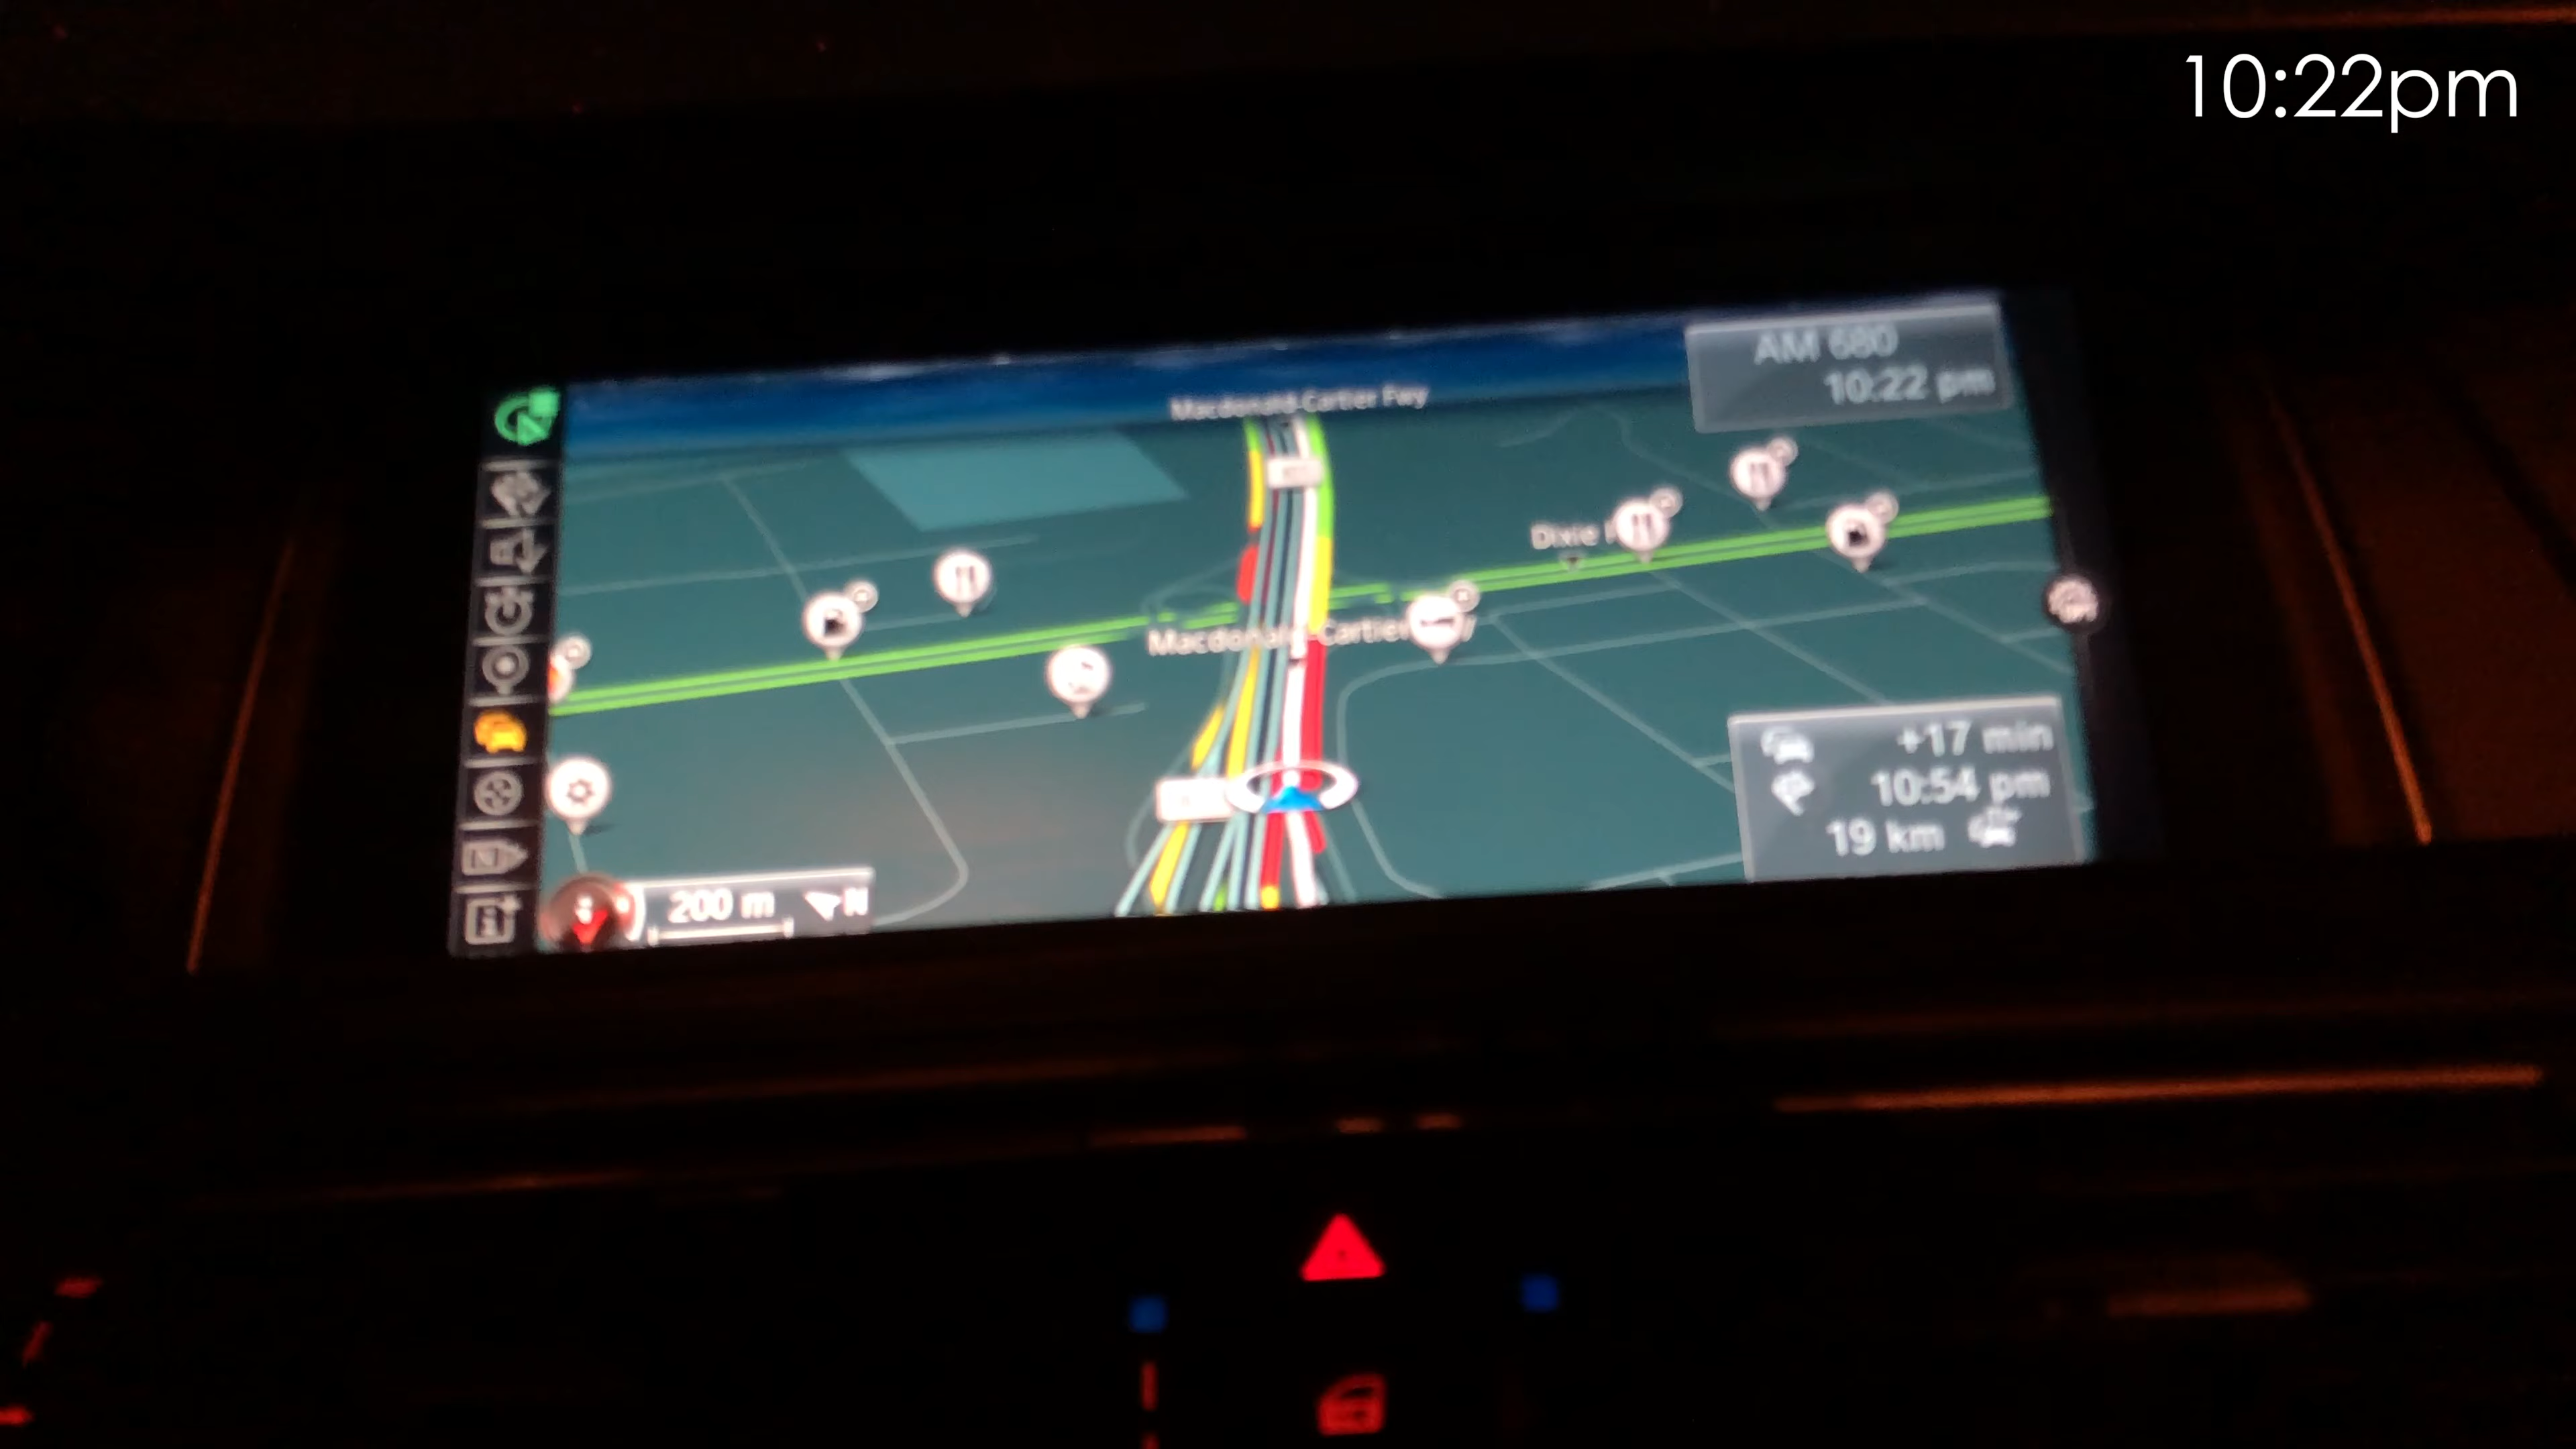 10:22pm
AM 680
10:22 pm
Macdonald-Cartier Fwy
Dixie
Macdonald-Cartier
+17 min
10:54 pm
19 km
200 m
N